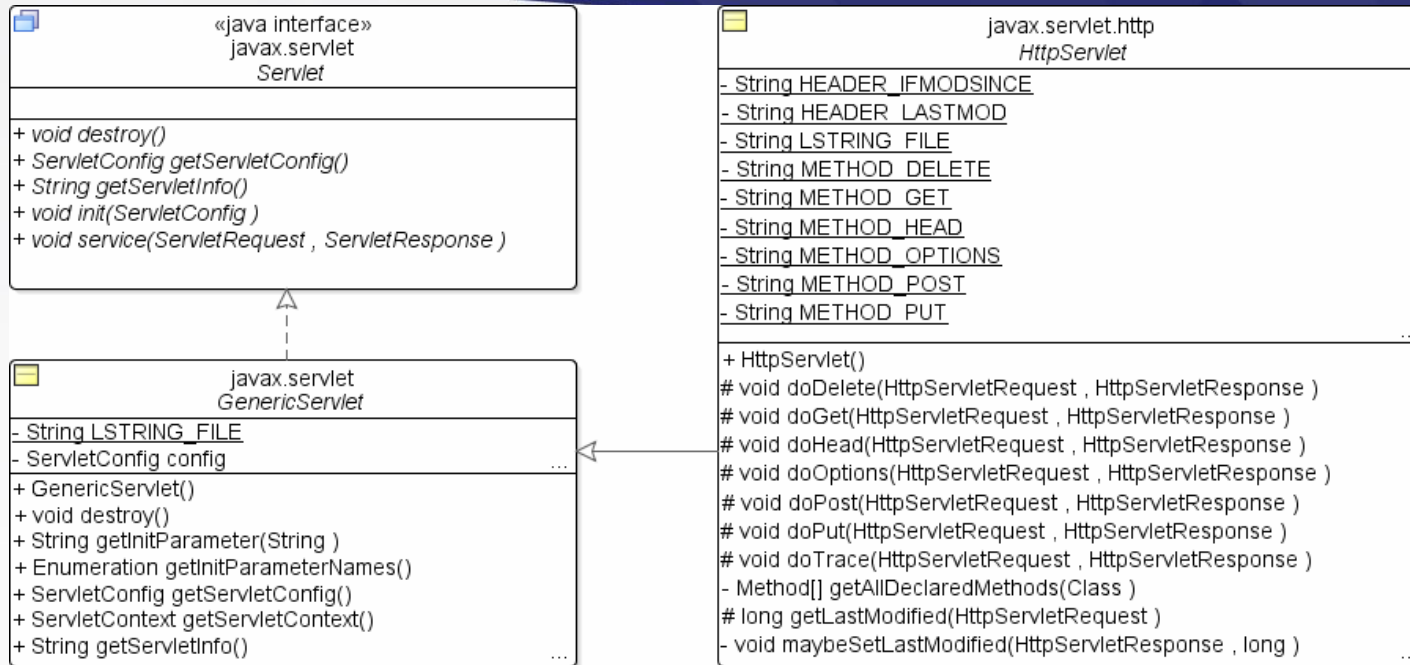 «java interface»
javax.servlet
Servlet
+ void destroy()
+ ServletConfig getServletConfig()
+ String getServletInfo()
+ void init(ServletConfig )
+ void service(ServletRequest , ServletResponse )
javax.servlet
GenericServlet
- String LSTRING_FILE
- ServletConfig config
...
+ GenericServlet()
+ void destroy()
+ String getInitParameter(String )
+ Enumeration getInitParameterNames()
+ ServletConfig getServletConfig()
+ ServletContext getServletContext()
+ String getServletInfo()
...
javax.servlet.http
HttpServlet
- String HEADER_IFMODSINCE
- String HEADER_LASTMOD
- String LSTRING_FILE
- String METHOD_DELETE
- String METHOD_GET
- String METHOD_HEAD
- String METHOD_OPTIONS
- String METHOD_POST
- String METHOD_PUT
..
+ HttpServlet()
# void doDelete(HttpServletRequest , HttpServletResponse )
# void doGet(HttpServletRequest , HttpServletResponse )
# void doHead(HttpServletRequest , HttpServletResponse )
# void doOptions(HttpServletRequest , HttpServletResponse )
# void doPost(HttpServletRequest , HttpServletResponse )
# void doPut(HttpServletRequest , HttpServletResponse )
# void doTrace(HttpServletRequest , HttpServletResponse )
- Method[] getAllDeclaredMethods(Class )
# long getLastModified(HttpServletRequest )
- void maybeSetLastModified(HttpServletResponse , long )
..